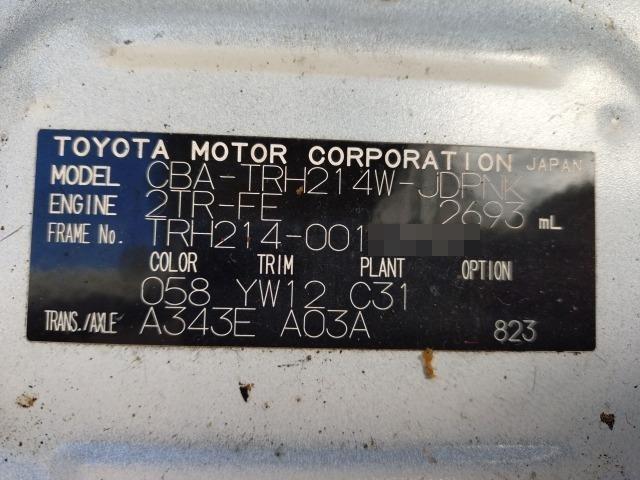 TOYOTA MOTOR CORPORATION JAPAN
MODEL CBA-TRH214W-JDPNK
ENGINE 2TR-FE 2693 mL
FRAME No. TRH214-001
COLOR TRIM PLANT OPTION
058 YW12 C31
TRANS./AXLE A343E A03A 823